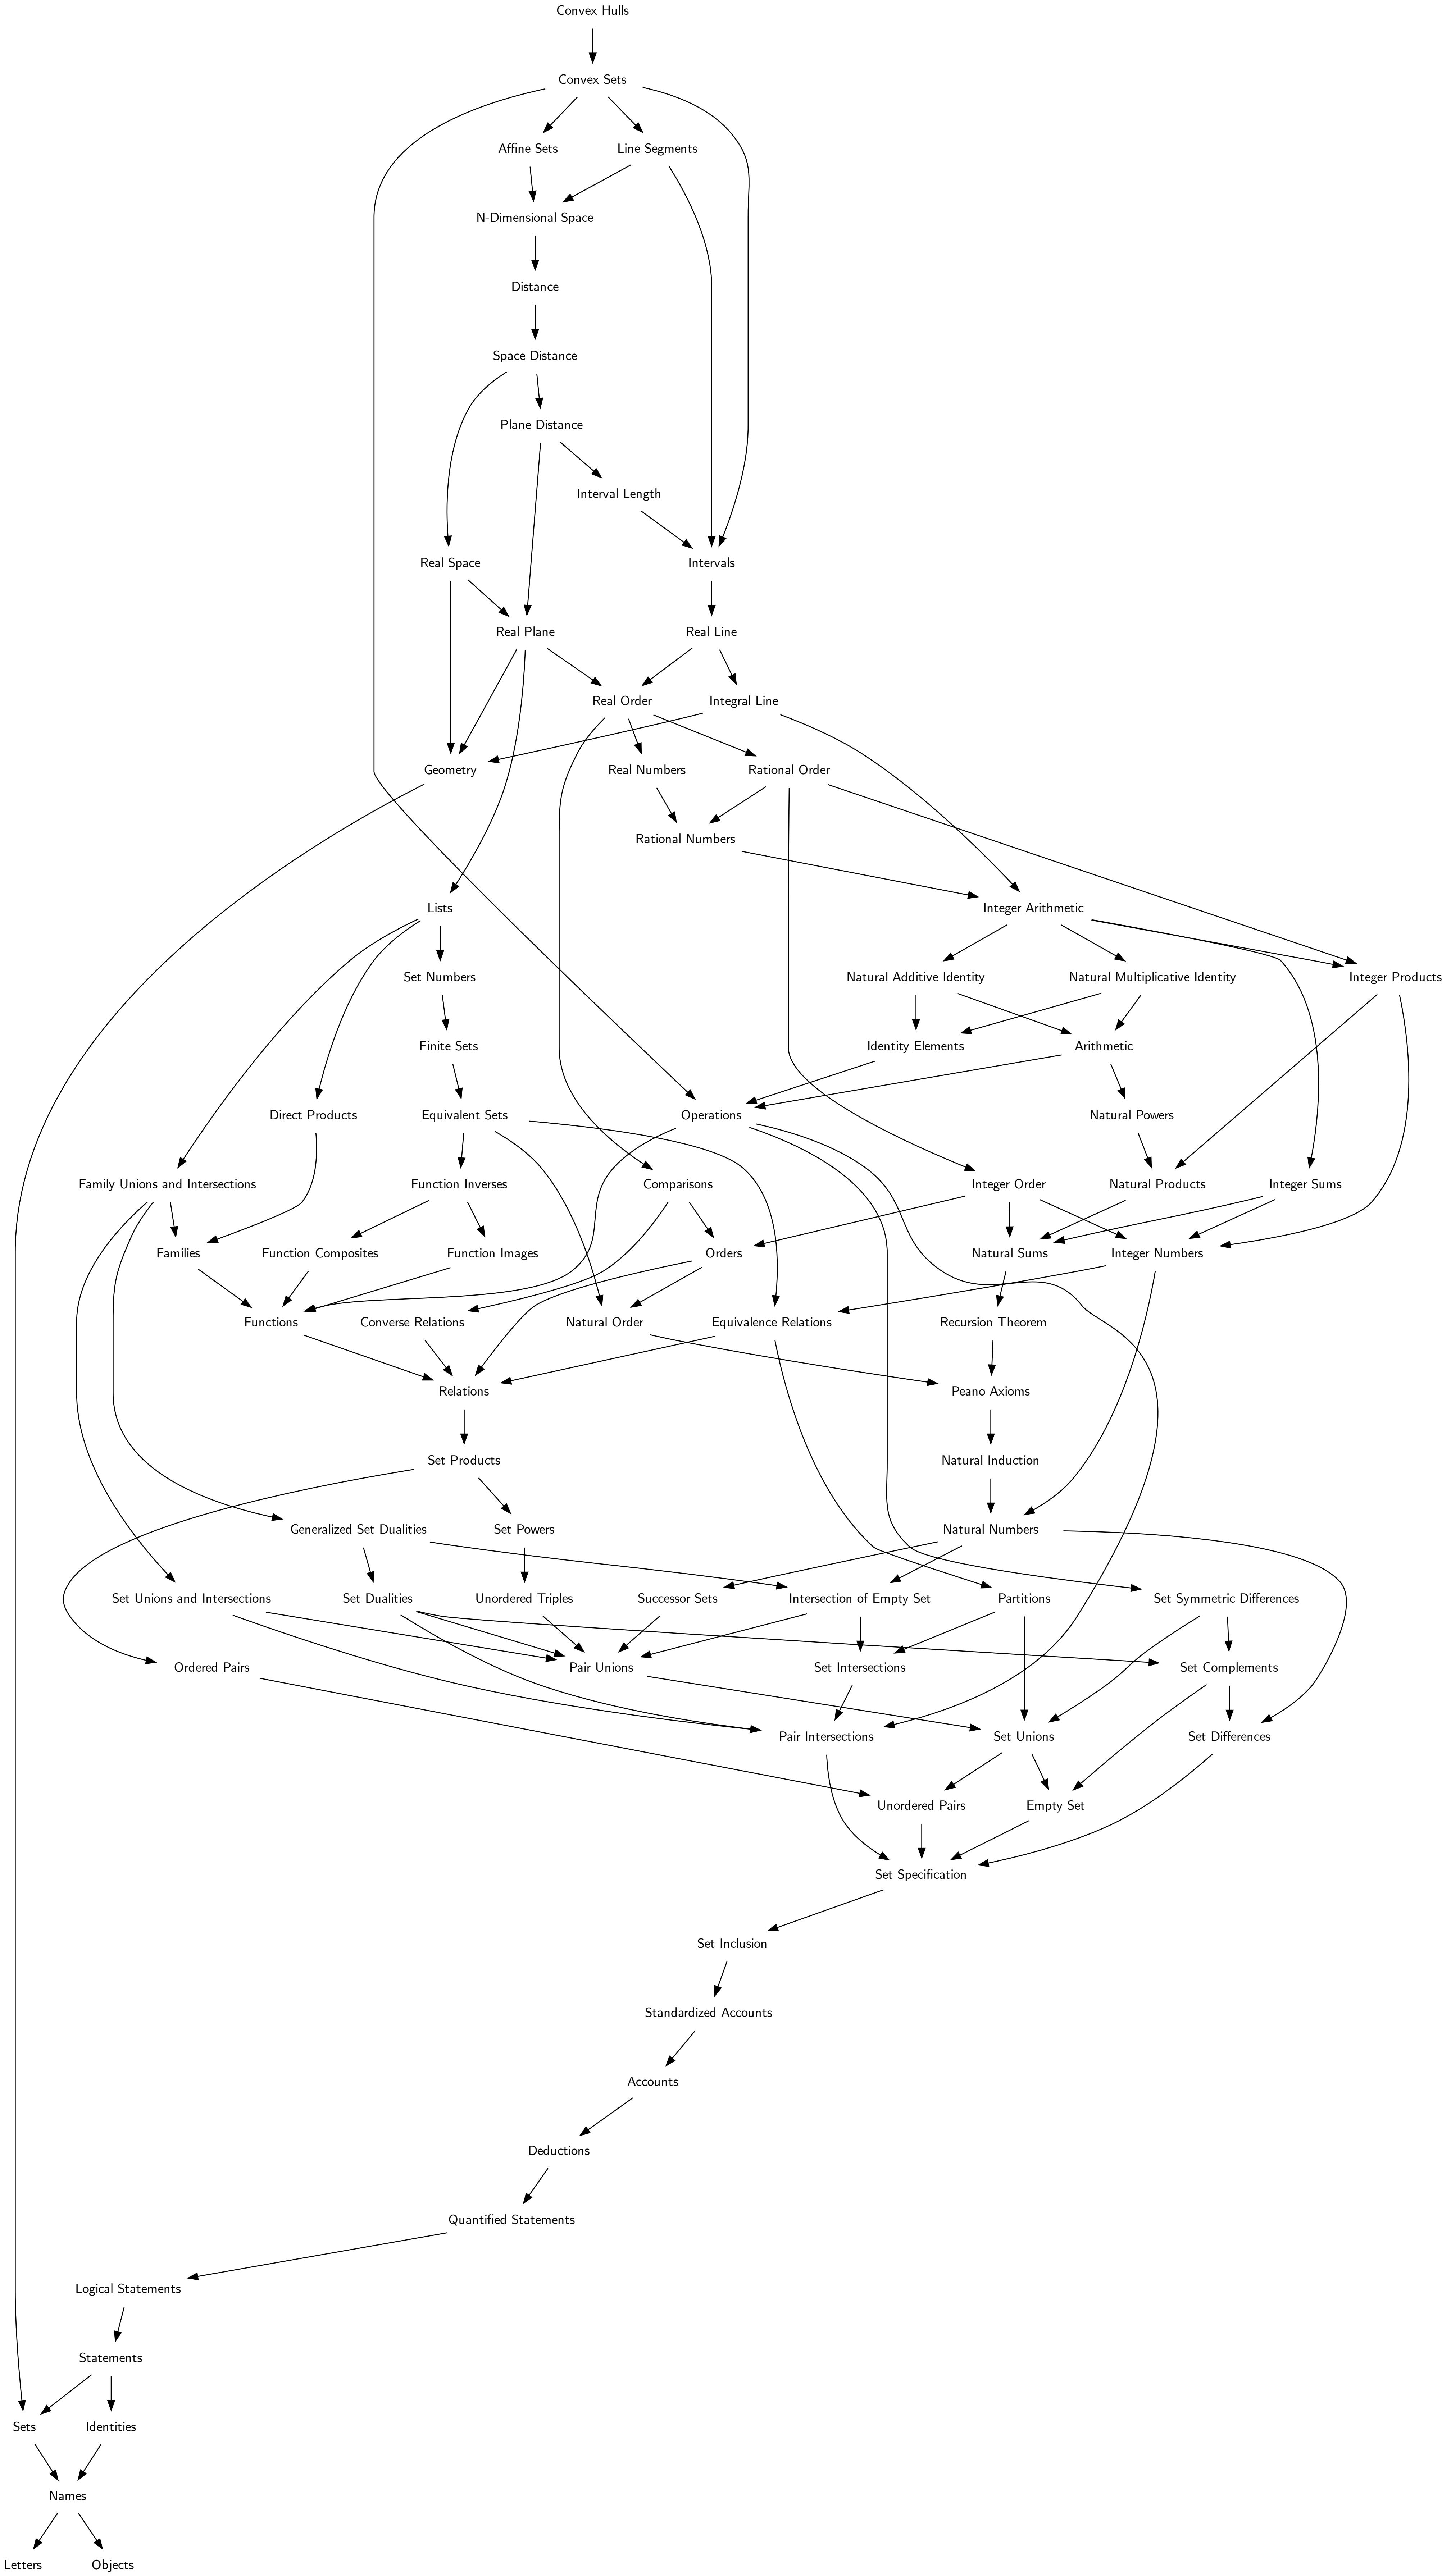 Convex Hulls
Convex Sets
Affine Sets
Line Segments
N-Dimensional Space
Distance
Space Distance
Plane Distance
Interval Length
Real Space
Intervals
Real Plane
Real Line
Real Order
Integral Line
Geometry
Real Numbers
Rational Order
Rational Numbers
Lists
Integer Arithmetic
Set Numbers
Natural Additive Identity
Natural Multiplicative Identity
Integer Products
Finite Sets
Identity Elements
Arithmetic
Direct Products
Equivalent Sets
Operations
Natural Powers
Family Unions and Intersections
Function Inverses
Comparisons
Integer Order
Natural Products
Integer Sums
Families
Function Composites
Function Images
Orders
Natural Sums
Integer Numbers
Functions
Converse Relations
Natural Order
Equivalence Relations
Recursion Theorem
Relations
Peano Axioms
Set Products
Natural Induction
Generalized Set Dualities
Set Powers
Natural Numbers
Set Unions and Intersections
Set Dualities
Unordered Triples
Successor Sets
Intersection of Empty Set
Partitions
Set Symmetric Differences
Ordered Pairs
Pair Unions
Set Intersections
Set Complements
Pair Intersections
Set Unions
Set Differences
Unordered Pairs
Empty Set
Set Specification
Set Inclusion
Standardized Accounts
Accounts
Deductions
Quantified Statements
Logical Statements
Statements
Sets
Identities
Names
Letters
Objects